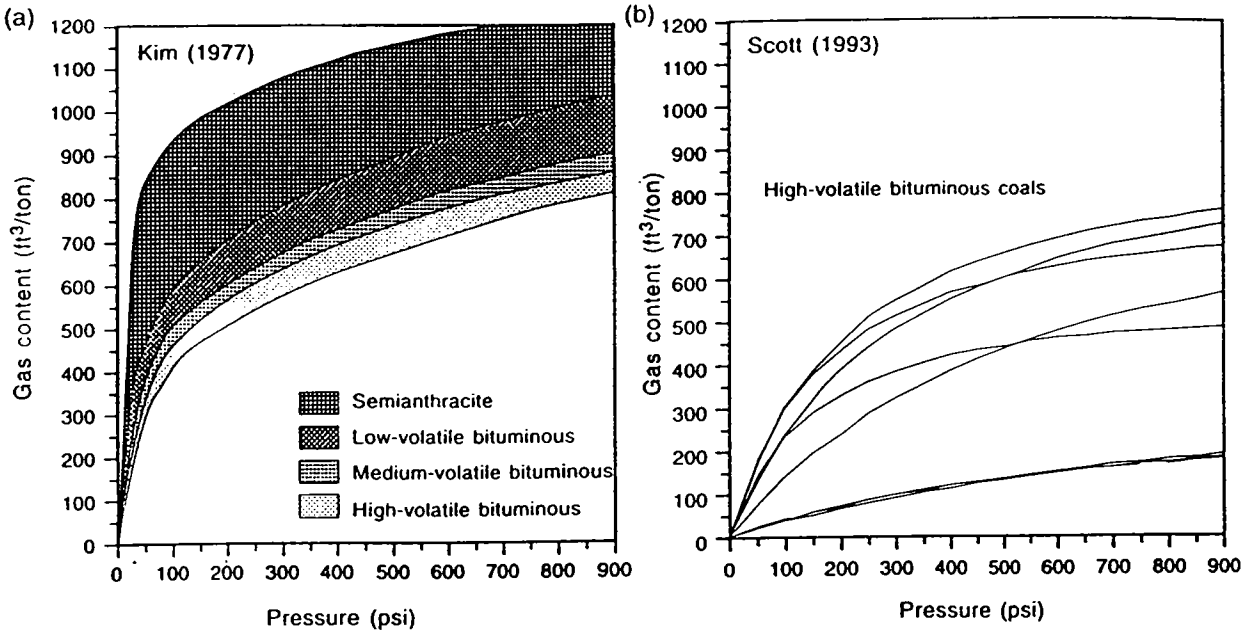 (a)
Kim (1977)
1200
1100
1000
900
800
700
600
500
400
300
200
100
0
Gas content (ft³/ton)
Semianthracite
Low-volatile bituminous
Medium-volatile bituminous
High-volatile bituminous
0 100 200 300 400 500 600 700 800 900
Pressure (psi)
(b)
Scott (1993)
1200
1100
1000
900
800
700
600
500
400
300
200
100
0
Gas content (ft³/ton)
High-volatile bituminous coals
0 100 200 300 400 500 600 700 800 900
Pressure (psi)